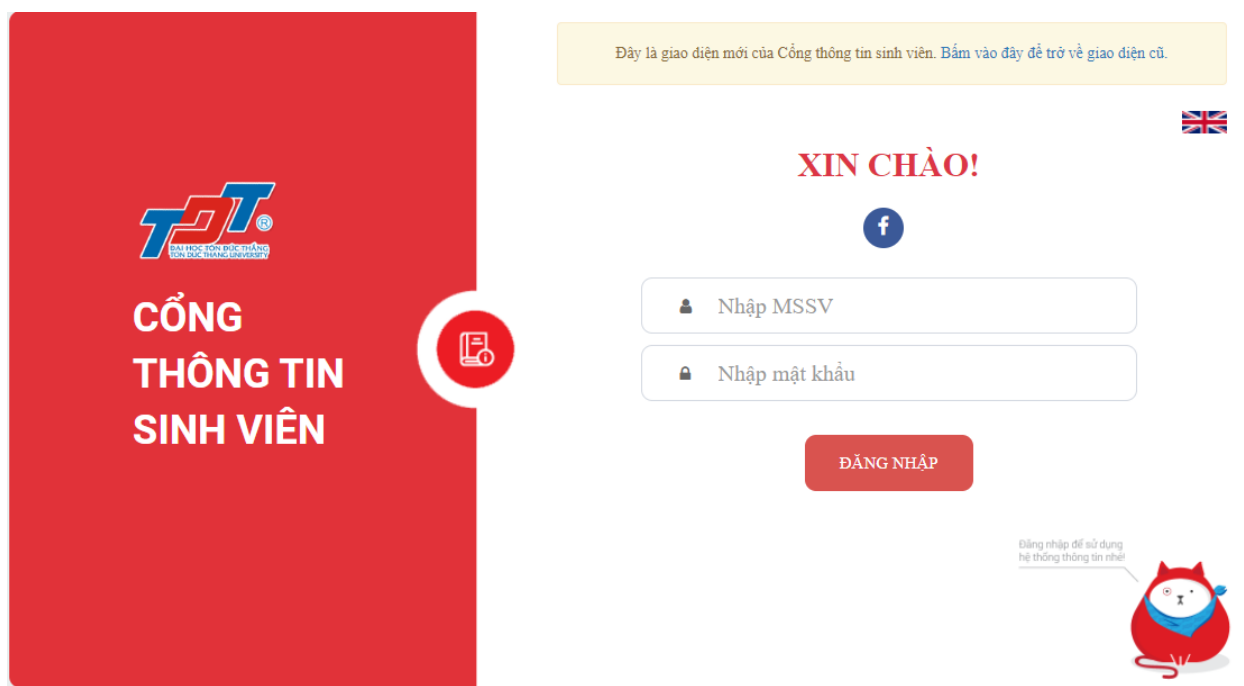 Đây là giao diện mới của Cổng thông tin sinh viên. Bấm vào đây để trở về giao diện cũ.
XIN CHÀO!
TDT®
ĐẠI HỌC TÔN ĐỨC THẮNG
TON DUC THANG UNIVERSITY
CỔNG
THÔNG TIN
SINH VIÊN
f
Nhập MSSV
Nhập mật khẩu
ĐĂNG NHẬP
Đăng nhập để sử dụng
hệ thống thông tin nhé!